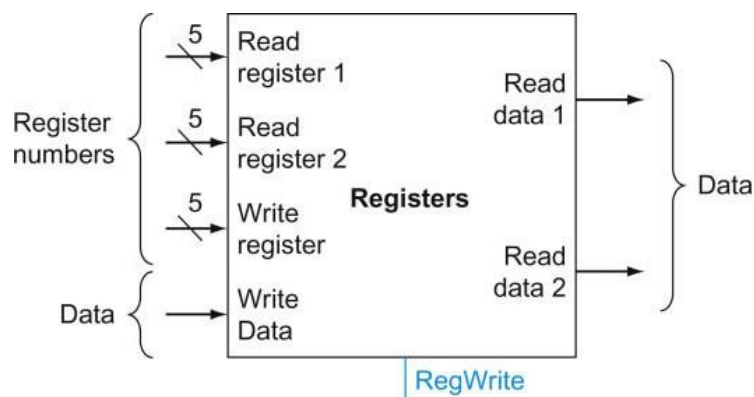 5
Read
register 1
5
Read
register 2
Register
numbers
5
Write
register
Registers
Data
Write
Data
Read
data 1
Read
data 2
Data
RegWrite